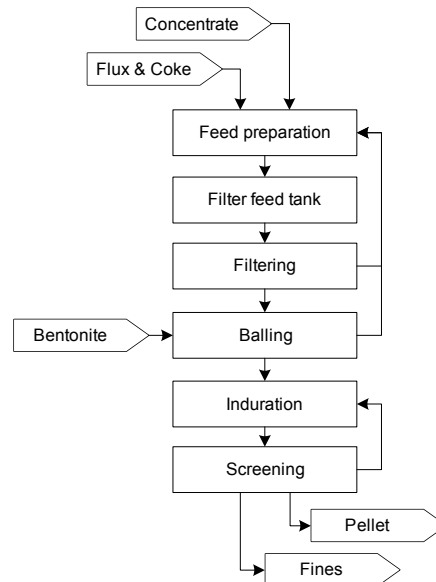 Concentrate
Flux & Coke
Feed preparation
Filter feed tank
Filtering
Bentonite
Balling
Induration
Screening
Pellet
Fines